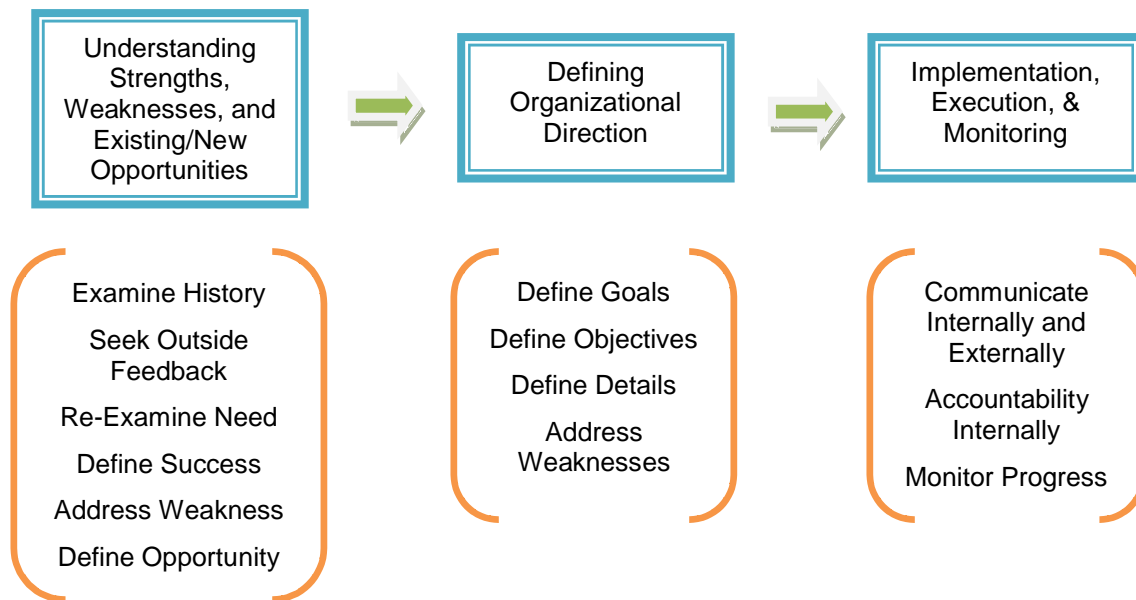 Understanding
Strengths,
Weaknesses, and
Existing/New
Opportunities
Defining
Organizational
Direction
Implementation,
Execution, &
Monitoring
Examine History
Seek Outside
Feedback
Re-Examine Need
Define Success
Address Weakness
Define Opportunity
Define Goals
Define Objectives
Define Details
Address
Weaknesses
Communicate
Internally and
Externally
Accountability
Internally
Monitor Progress